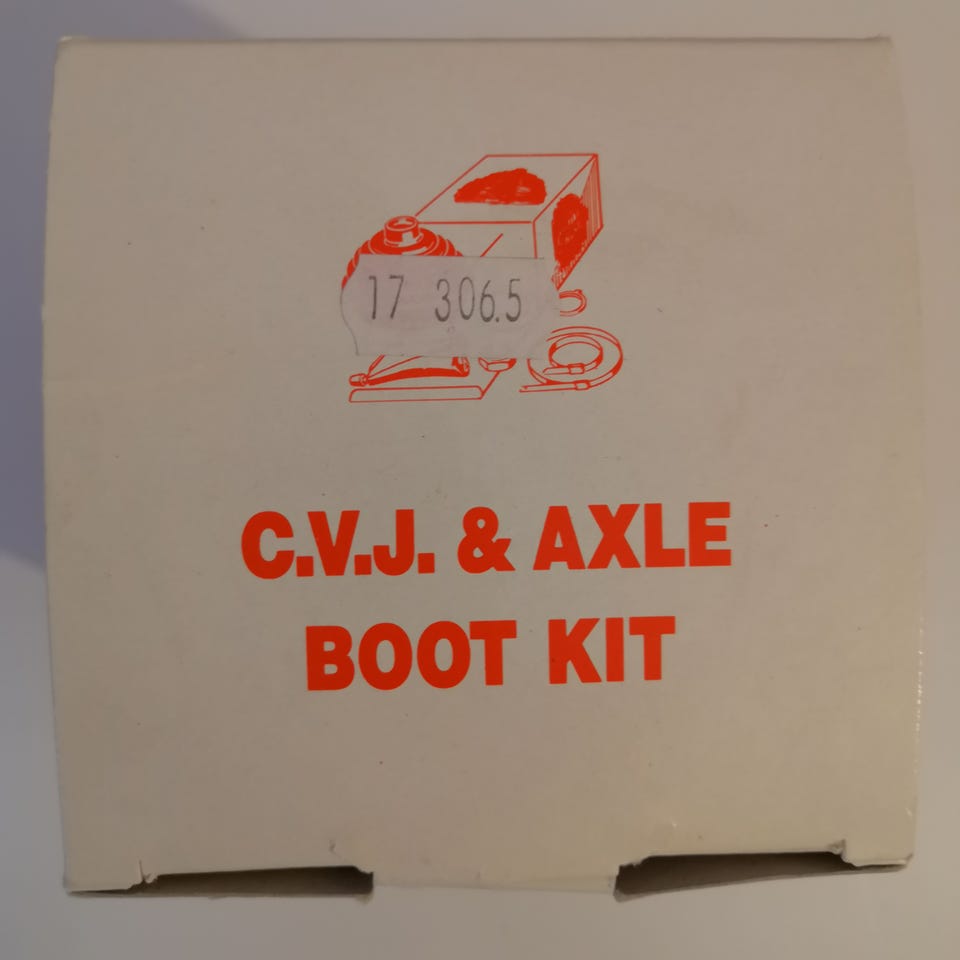 17 306.5
C.V.J. & AXLE
BOOT KIT